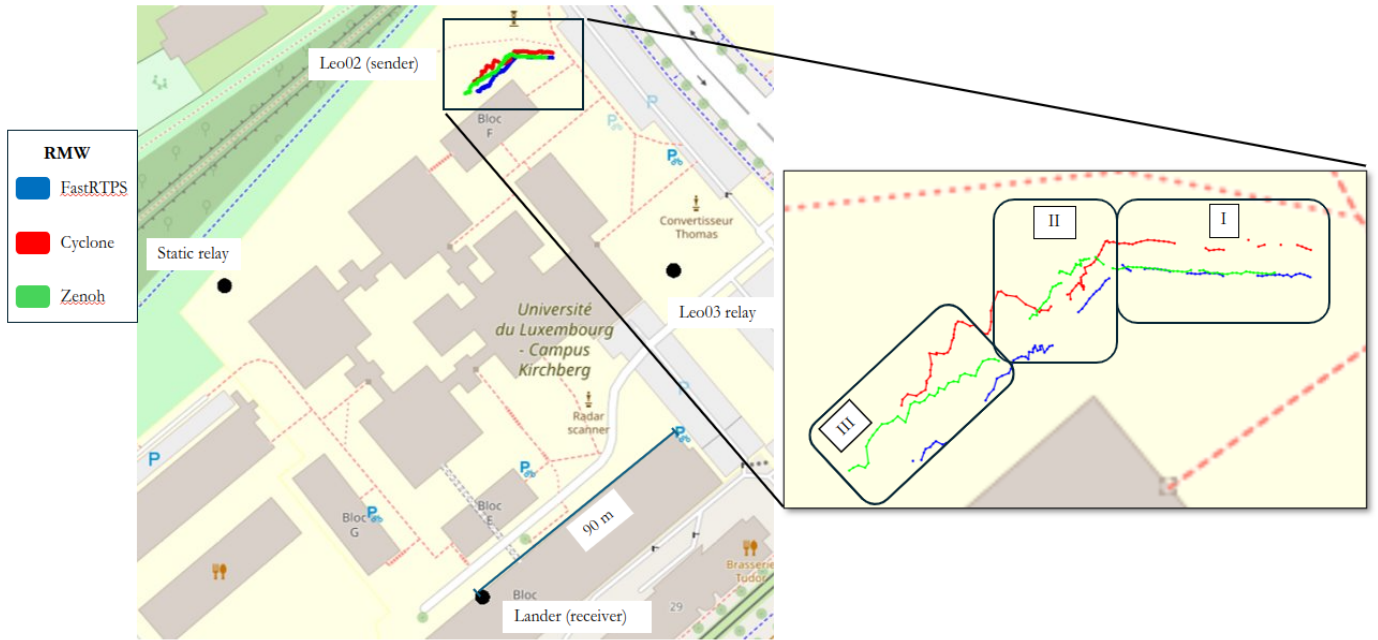 RMW
FastRTPS
Cyclone
Zenoh
Leo02 (sender)
Bloc
F
P
P
P
Convertisseur
Thomas
Static relay
Leo03 relay
Université
du Luxembourg
- Campus
Kirchberg
P
Radar
scanner
P
P
P
P
Bloc
G
Bloc
E
90 m
Brasserie
Tudor
Bloc
Lander (receiver)
29
I
II
III